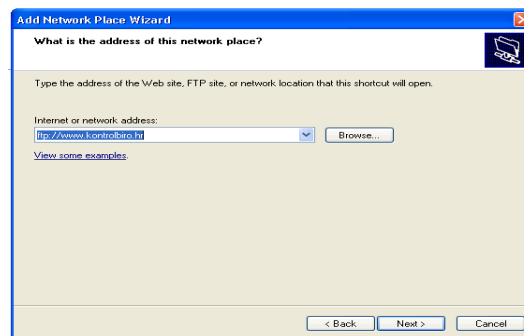 Add Network Place Wizard
What is the address of this network place?
Type the address of the Web site, FTP site, or network location that this shortcut will open.
Internet or network address:
ftp://www.kontrolbiro.hr
Browse...
View some examples.
< Back
Next >
Cancel